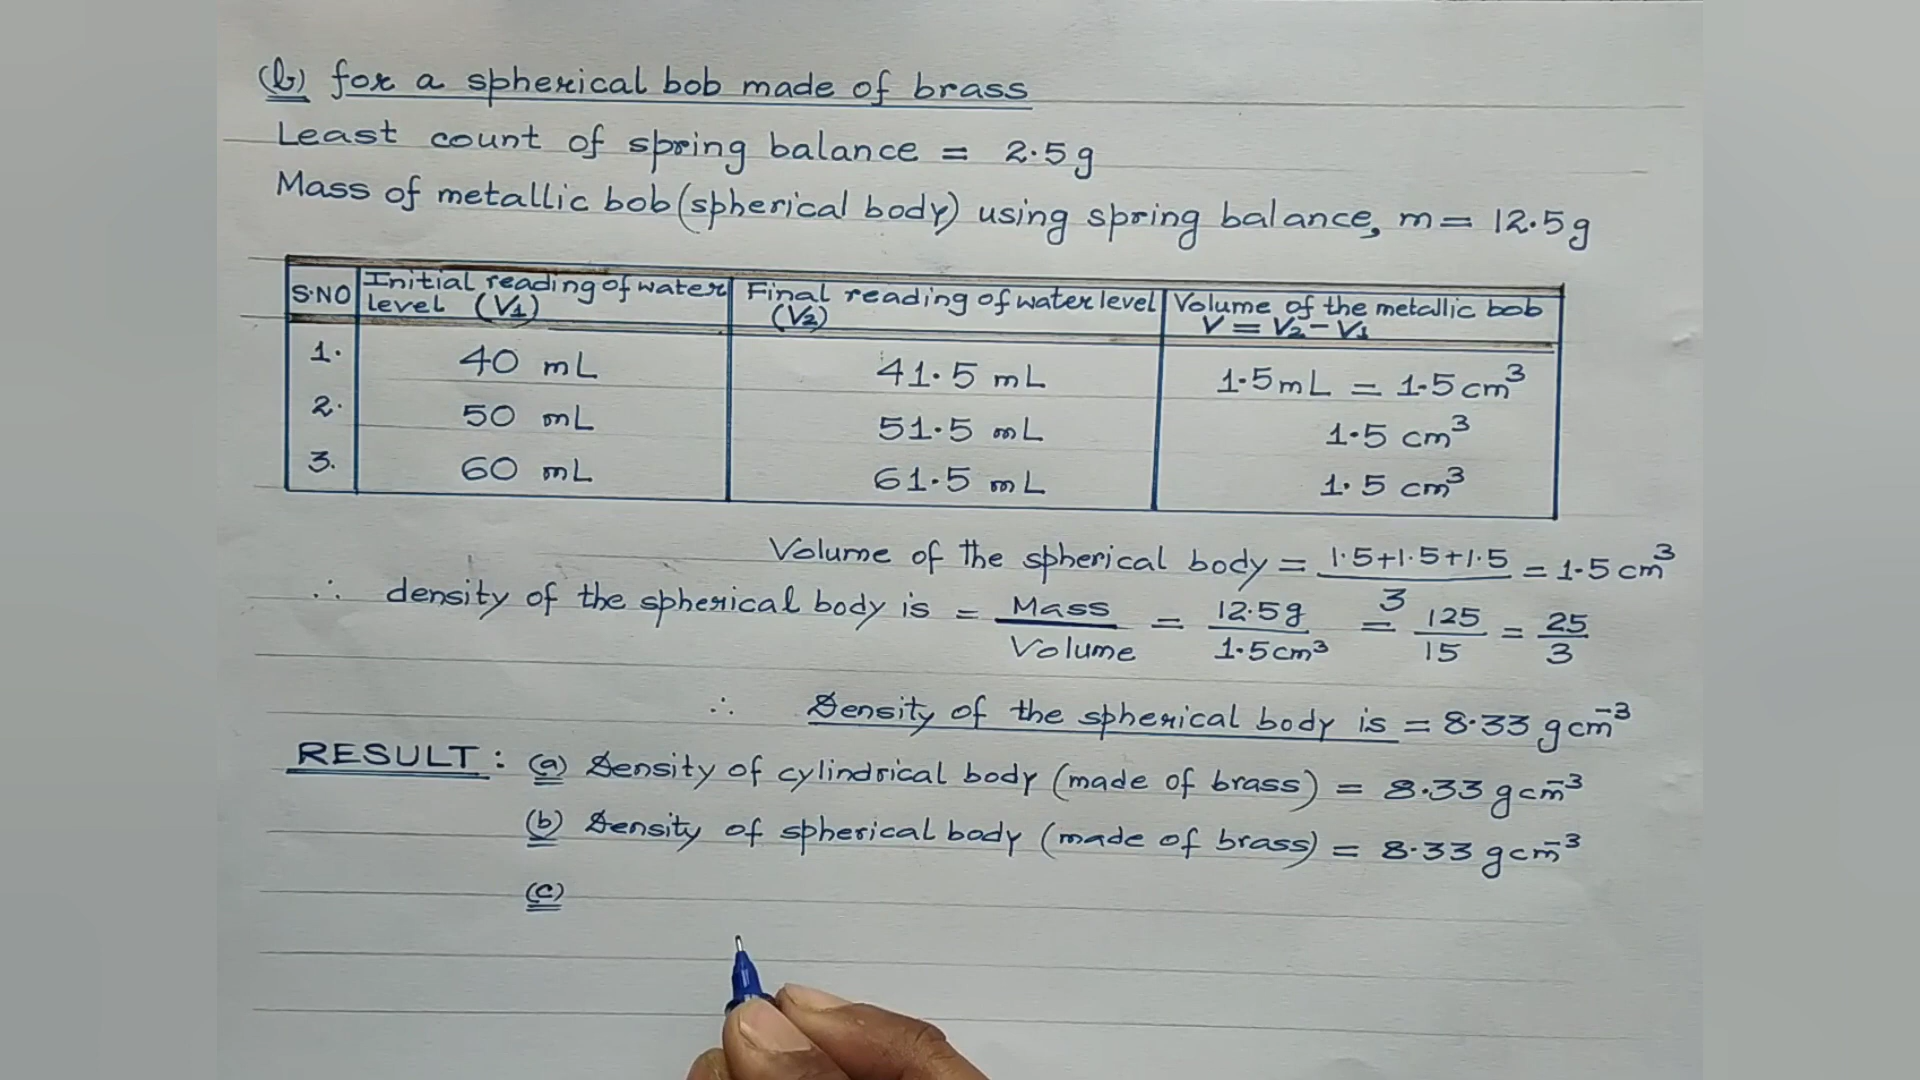 (b) for a spherical bob made of brass
Least count of spring balance = 2.5g
Mass of metallic bob (spherical body) using spring balance, m = 12.5g
S.NO Initial reading of water level (V1) Final reading of water level (V2) Volume of the metallic bob V = V2 - V1
1. 40 mL 41.5 mL 1.5mL = 1.5 cm³
2. 50 mL 51.5 mL 1.5 cm³
3. 60 mL 61.5 mL 1.5 cm³
Volume of the spherical body = 1.5+1.5+1.5 / 3 = 1.5 cm³
∴ density of the spherical body is = Mass / Volume = 12.5g / 1.5cm³ = 125 / 15 = 25 / 3
∴ Density of the spherical body is = 8.33 g cm⁻³
RESULT : (a) Density of cylindrical body (made of brass) = 8.33 g cm⁻³
(b) Density of spherical body (made of brass) = 8.33 g cm⁻³
(c)